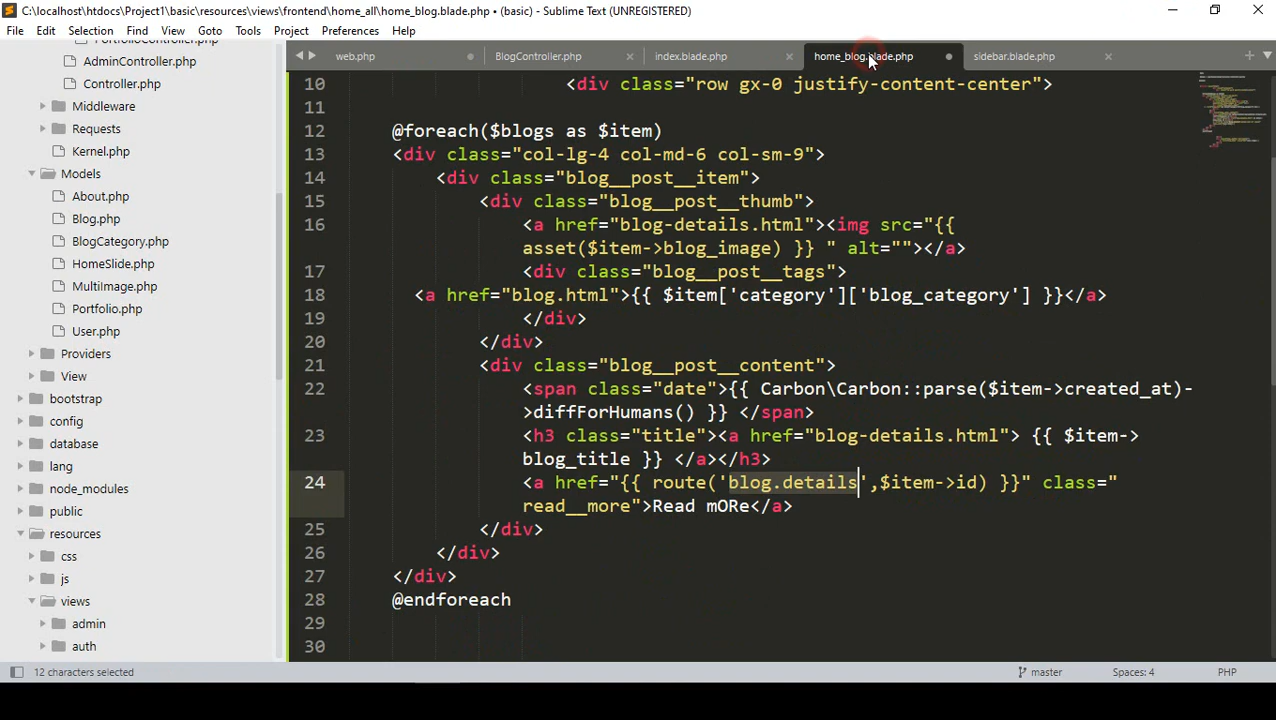 C:\localhost\htdocs\Project1\basic\resources\views\frontend\home_all\home_blog.blade.php • (basic) - Sublime Text (UNREGISTERED)
File Edit Selection Find View Goto Tools Project Preferences Help
AdminController.php
Controller.php
Middleware
Requests
Kernel.php
Models
About.php
Blog.php
BlogCategory.php
HomeSlide.php
MultiImage.php
Portfolio.php
User.php
Providers
View
bootstrap
config
database
lang
node_modules
public
resources
css
js
views
admin
auth
web.php BlogController.php index.blade.php home_blog.blade.php sidebar.blade.php
10 <div class="row gx-0 justify-content-center">
11
12 @foreach($blogs as $item)
13 <div class="col-lg-4 col-md-6 col-sm-9">
14 <div class="blog__post__item">
15 <div class="blog__post__thumb">
16 <a href="blog-details.html"><img src="{{
asset($item->blog_image) }} " alt=""></a>
17 <div class="blog__post__tags">
18 <a href="blog.html">{{ $item['category']['blog_category'] }}</a>
19 </div>
20 </div>
21 <div class="blog__post__content">
22 <span class="date">{{ Carbon\Carbon::parse($item->created_at)-
>diffForHumans() }} </span>
23 <h3 class="title"><a href="blog-details.html"> {{ $item->
blog_title }} </a></h3>
24 <a href="{{ route('blog.details',$item->id) }}" class="
read__more">Read mORe</a>
25 </div>
26 </div>
27 </div>
28 @endforeach
29
30
12 characters selected master Spaces: 4 PHP